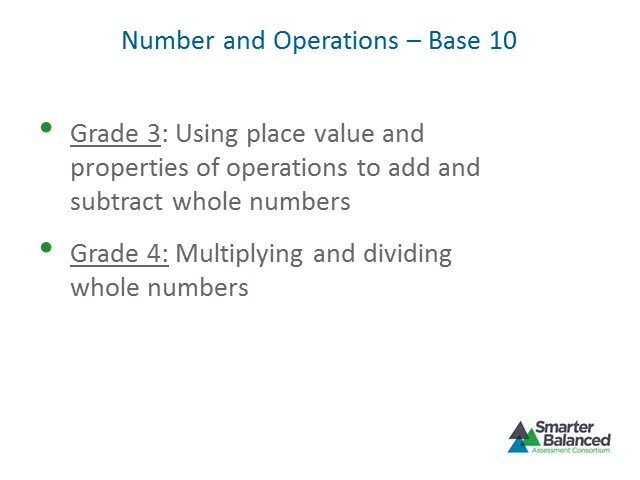 Number and Operations – Base 10
• Grade 3: Using place value and
properties of operations to add and
subtract whole numbers
• Grade 4: Multiplying and dividing
whole numbers
Smarter
Balanced
Assessment Consortium